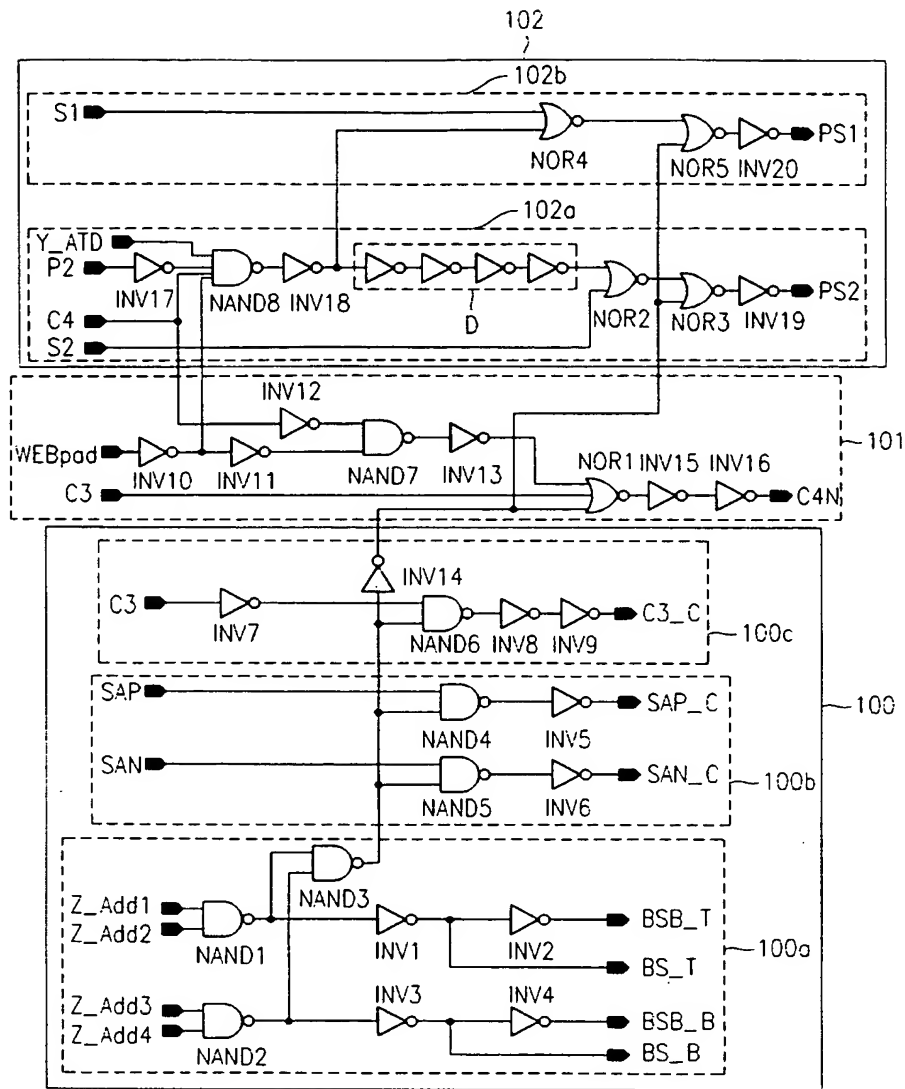 102
102b
S1
PS1
NOR4
NOR5 INV20
102a
Y_ATD
P2
INV17
NAND8 INV18
D
NOR2
NOR3
INV19
PS2
C4
S2
INV12
101
WEBpad
INV10
INV11
NAND7
INV13
NOR1 INV15 INV16
C3
C4N
INV14
C3
INV7
NAND6 INV8 INV9
C3_C
100c
SAP
NAND4
INV5
SAP_C
100
SAN
NAND5
INV6
SAN_C
100b
NAND3
Z_Add1
Z_Add2
NAND1
INV1
INV2
BSB_T
BS_T
100a
Z_Add3
Z_Add4
NAND2
INV3
INV4
BSB_B
BS_B